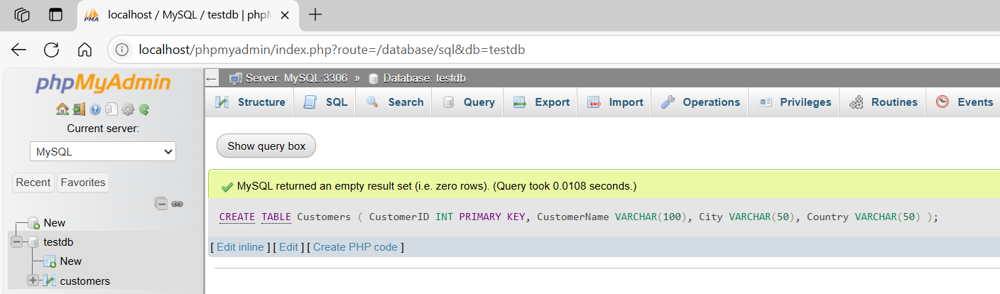 PMA
localhost / MySQL / testdb | phpM
localhost/phpmyadmin/index.php?route=/database/sql&db=testdb
phpMyAdmin
Current server:
MySQL
Recent Favorites
New
testdb
New
customers
Server: MySQL:3306 » Database: testdb
Structure SQL Search Query Export Import Operations Privileges Routines Events
Show query box
MySQL returned an empty result set (i.e. zero rows). (Query took 0.0108 seconds.)
CREATE TABLE Customers ( CustomerID INT PRIMARY KEY, CustomerName VARCHAR(100), City VARCHAR(50), Country VARCHAR(50) );
[ Edit inline ] [ Edit ] [ Create PHP code ]